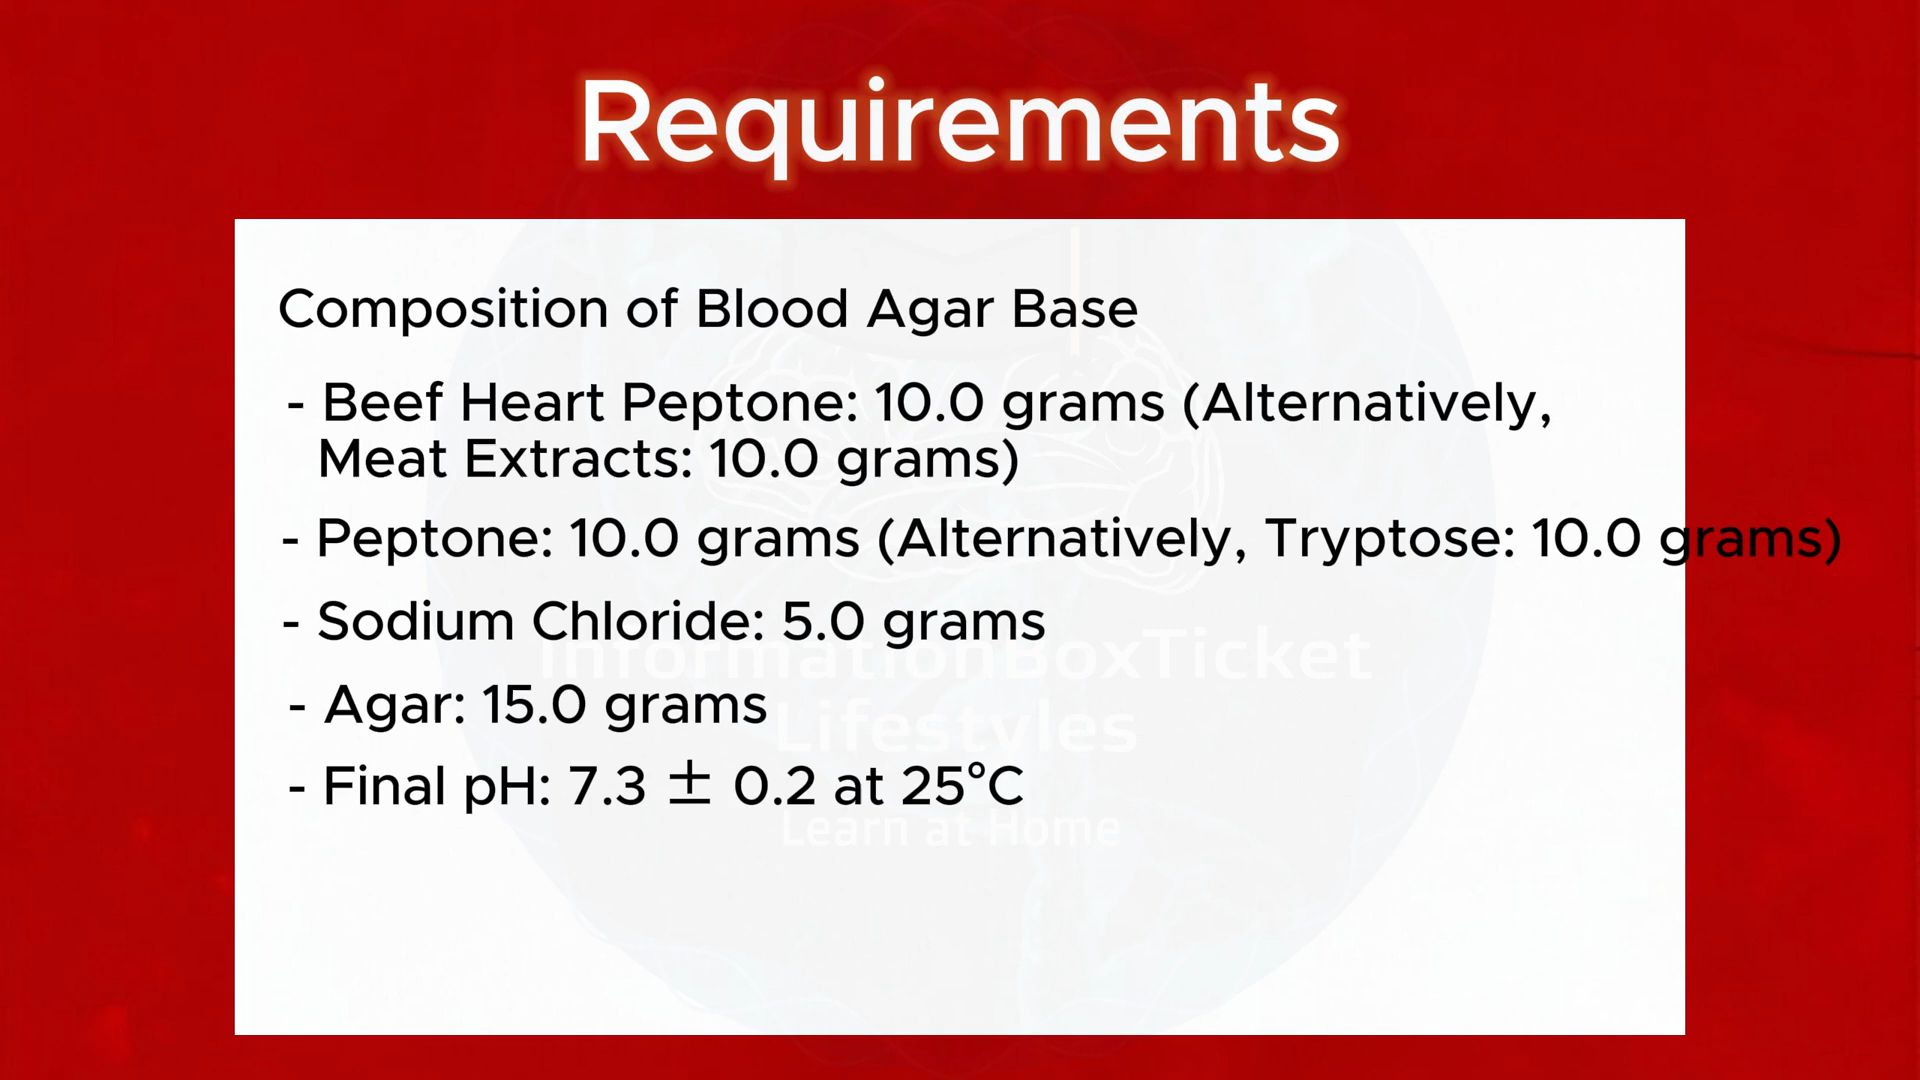 Requirements
Composition of Blood Agar Base
- Beef Heart Peptone: 10.0 grams (Alternatively,
Meat Extracts: 10.0 grams)
- Peptone: 10.0 grams (Alternatively, Tryptose: 10.0 grams)
- Sodium Chloride: 5.0 grams
InformationBoxTicket
- Agar: 15.0 grams
Lifestyles
- Final pH: 7.3 ± 0.2 at 25°C
Learn at Home